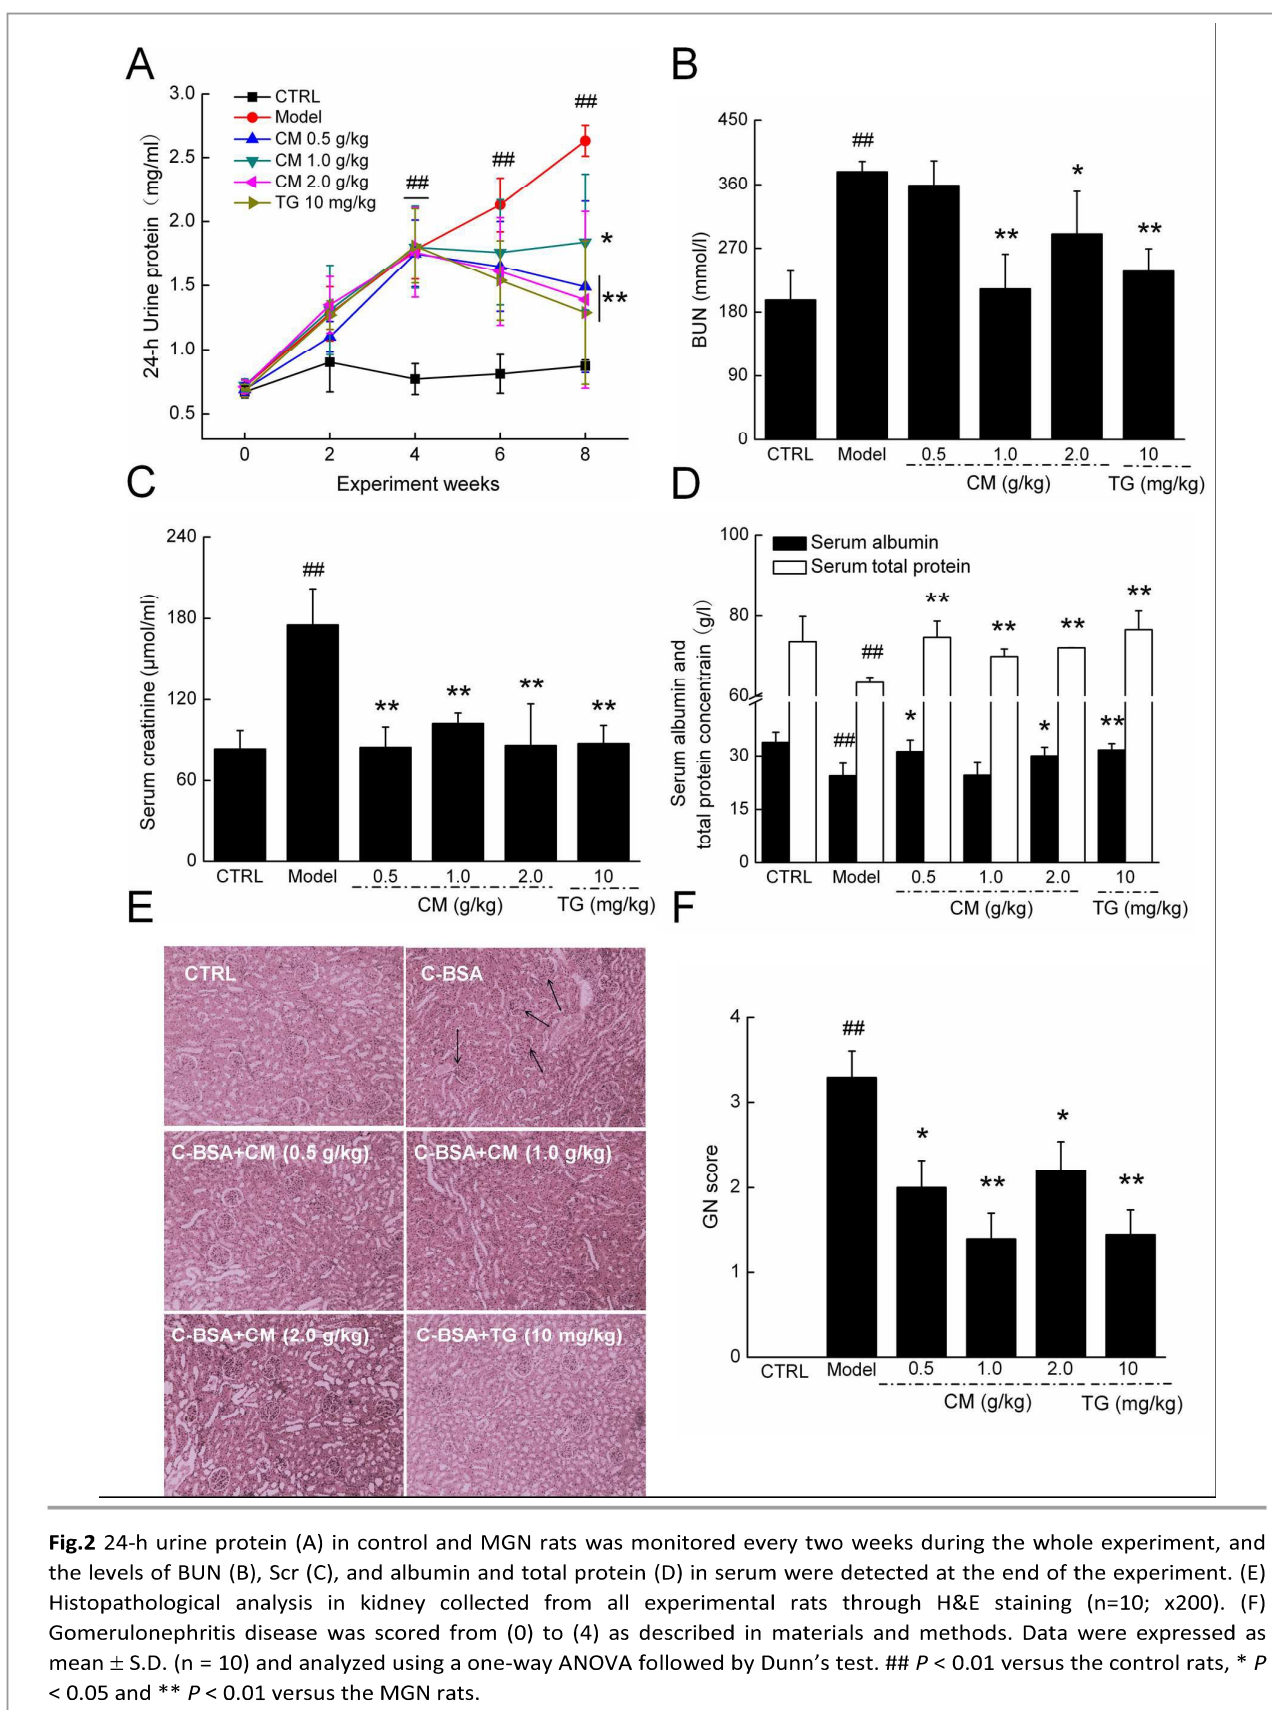 A
3.0
2.5
2.0
1.5
1.0
0.5
24-h Urine protein (mg/ml)
CTRL
Model
CM 0.5 g/kg
CM 1.0 g/kg
CM 2.0 g/kg
TG 10 mg/kg
##
##
##
*
**
0 2 4 6 8
Experiment weeks
B
450
360
270
180
90
0
BUN (mmol/l)
##
**
*
**
CTRL Model 0.5 1.0 2.0 10
CM (g/kg) TG (mg/kg)
C
240
180
120
60
0
Serum creatinine (μmol/ml)
##
**
**
**
**
CTRL Model 0.5 1.0 2.0 10
CM (g/kg) TG (mg/kg)
D
100
80
60
30
15
0
Serum albumin and
total protein concentrain (g/l)
Serum albumin
Serum total protein
##
##
*
**
**
*
**
**
**
CTRL Model 0.5 1.0 2.0 10
CM (g/kg) TG (mg/kg)
E
CTRL
C-BSA
C-BSA+CM (0.5 g/kg)
C-BSA+CM (1.0 g/kg)
C-BSA+CM (2.0 g/kg)
C-BSA+TG (10 mg/kg)
F
4
3
2
1
0
GN score
##
*
**
*
**
CTRL Model 0.5 1.0 2.0 10
CM (g/kg) TG (mg/kg)
Fig.2 24-h urine protein (A) in control and MGN rats was monitored every two weeks during the whole experiment, and
the levels of BUN (B), Scr (C), and albumin and total protein (D) in serum were detected at the end of the experiment. (E)
Histopathological analysis in kidney collected from all experimental rats through H&E staining (n=10; x200). (F)
Gomerulonephritis disease was scored from (0) to (4) as described in materials and methods. Data were expressed as
mean ± S.D. (n = 10) and analyzed using a one-way ANOVA followed by Dunn's test. ## P < 0.01 versus the control rats, * P
< 0.05 and ** P < 0.01 versus the MGN rats.